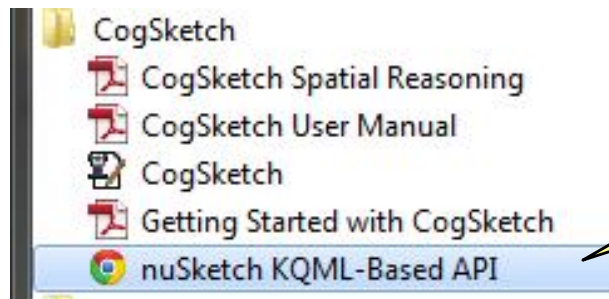 CogSketch
CogSketch Spatial Reasoning
CogSketch User Manual
CogSketch
Getting Started with CogSketch
nuSketch KQML-Based API